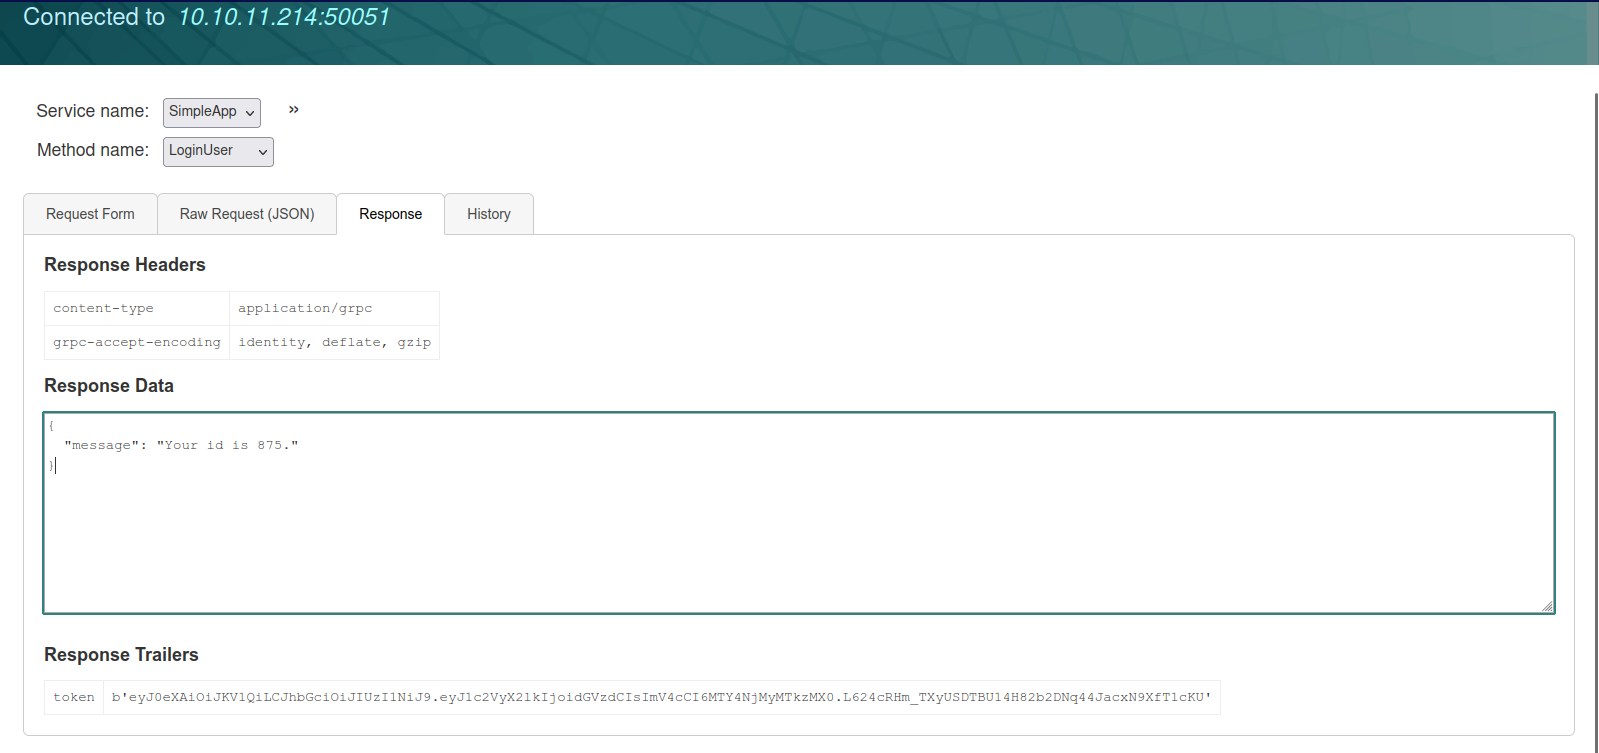 Connected to 10.10.11.214:50051
Service name: SimpleApp »
Method name: LoginUser
Request Form Raw Request (JSON) Response History
Response Headers
content-type application/grpc
grpc-accept-encoding identity, deflate, gzip
Response Data
{
"message": "Your id is 875."
}
Response Trailers
token b'eyJ0eXAiOiJKV1QiLCJhbGciOiJIUzI1NiJ9.eyJ1c2VyX2lkIjoidGVzdCIsImV4cCI6MTY4NjMyMTkzMX0.L624cRHm_TXyUSDTBU14H82b2DNq44JacxN9XfT1cKU'